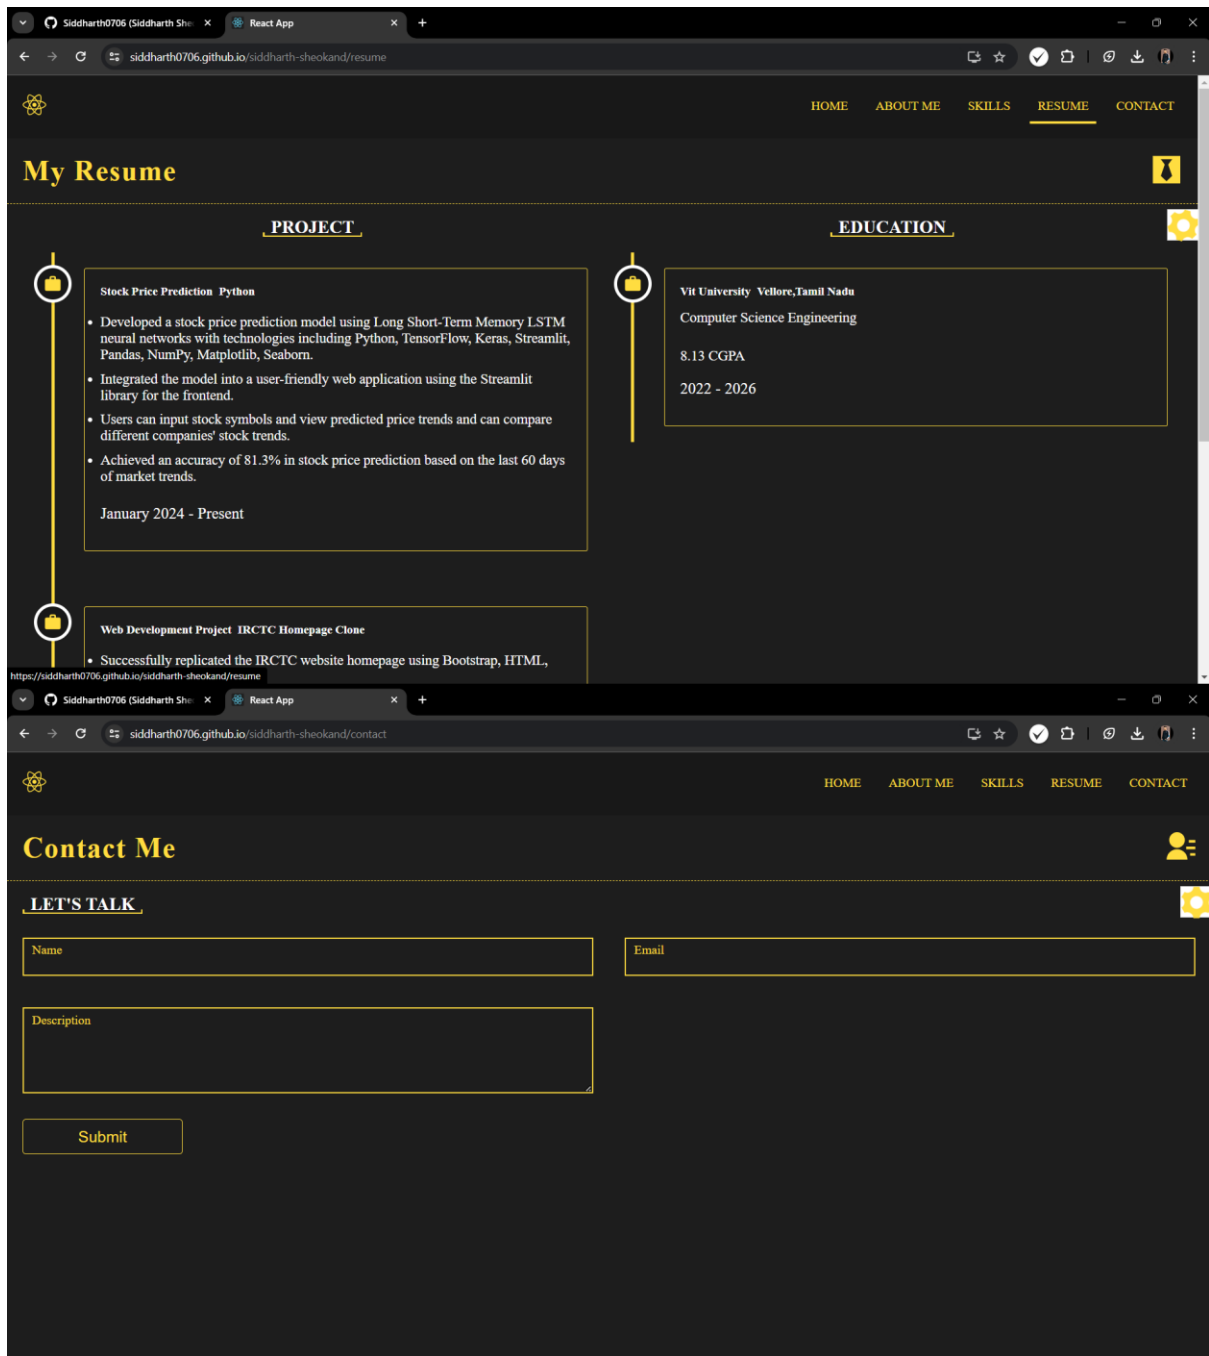 Siddharth0706 (Siddharth She
React App
siddharth0706.github.io/siddharth-sheokand/resume
HOME ABOUT ME SKILLS RESUME CONTACT
My Resume
PROJECT
Stock Price Prediction Python
• Developed a stock price prediction model using Long Short-Term Memory LSTM
neural networks with technologies including Python, TensorFlow, Keras, Streamlit,
Pandas, NumPy, Matplotlib, Seaborn.
• Integrated the model into a user-friendly web application using the Streamlit
library for the frontend.
• Users can input stock symbols and view predicted price trends and can compare
different companies' stock trends.
• Achieved an accuracy of 81.3% in stock price prediction based on the last 60 days
of market trends.
January 2024 - Present
Web Development Project IRCTC Homepage Clone
• Successfully replicated the IRCTC website homepage using Bootstrap, HTML,
EDUCATION
Vit University Vellore,Tamil Nadu
Computer Science Engineering
8.13 CGPA
2022 - 2026
https://siddharth0706.github.io/siddharth-sheokand/resume
Siddharth0706 (Siddharth She
React App
siddharth0706.github.io/siddharth-sheokand/contact
HOME ABOUT ME SKILLS RESUME CONTACT
Contact Me
LET'S TALK
Name
Email
Description
Submit